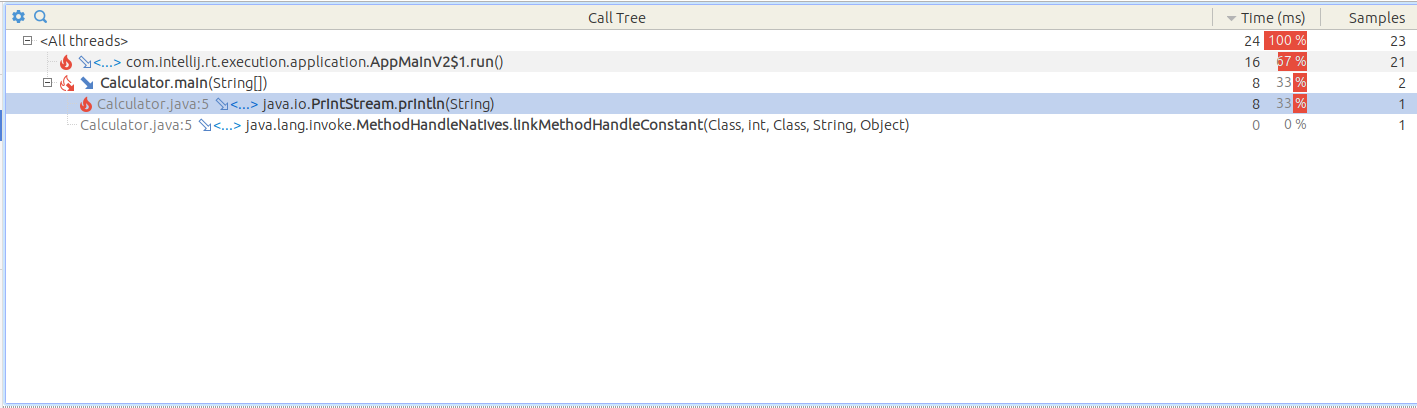 Call Tree Time (ms) Samples
<All threads> 24 100 % 23
<...> com.intellij.rt.execution.application.AppMainV2$1.run() 16 67 % 21
Calculator.main(String[]) 8 33 % 2
Calculator.java:5 <...> java.io.PrintStream.println(String) 8 33 % 1
Calculator.java:5 <...> java.lang.invoke.MethodHandleNatives.linkMethodHandleConstant(Class, int, Class, String, Object) 0 0 % 1